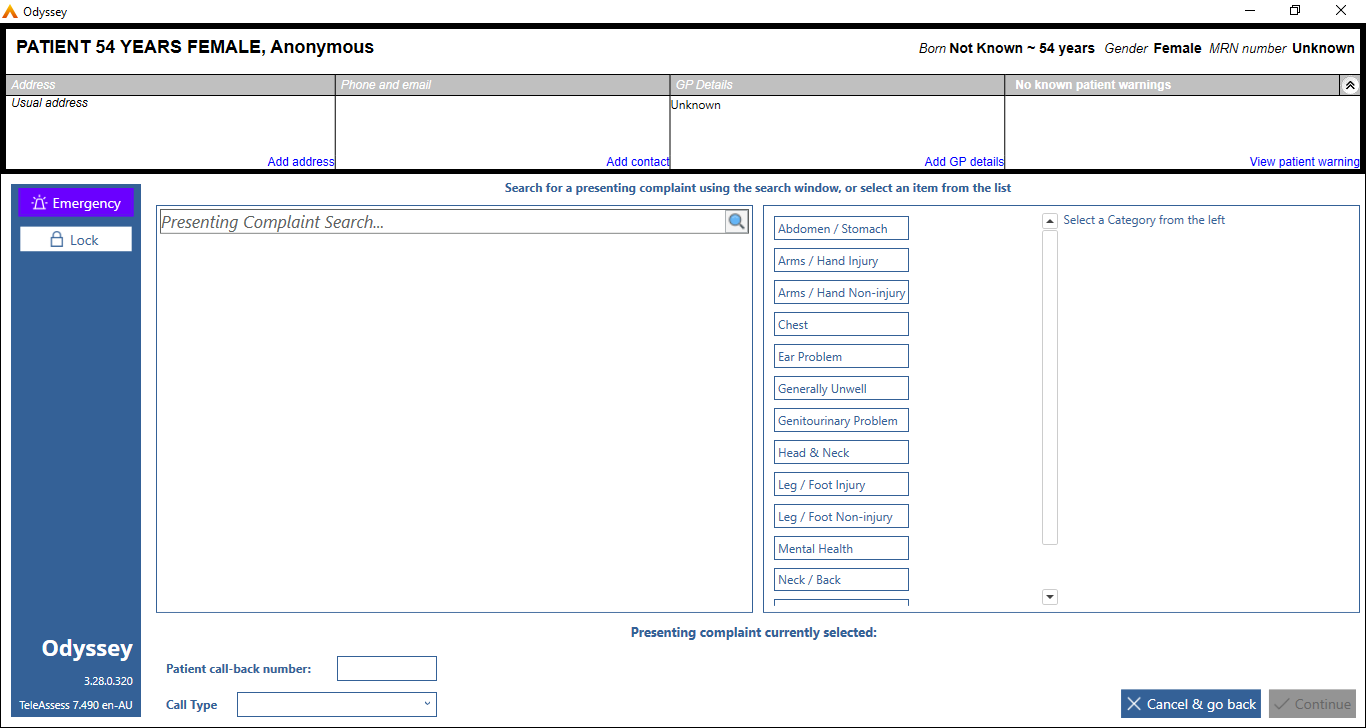 Odyssey
PATIENT 54 YEARS FEMALE, Anonymous
Born Not Known ~ 54 years Gender Female MRN number Unknown
Address
Phone and email
GP Details
No known patient warnings
Usual address
Unknown
Add address
Add contact
Add GP details
View patient warning
Emergency
Lock
Odyssey
3.28.0.320
TeleAssess 7.490 en-AU
Search for a presenting complaint using the search window, or select an item from the list
Presenting Complaint Search...
Abdomen / Stomach
Arms / Hand Injury
Arms / Hand Non-injury
Chest
Ear Problem
Generally Unwell
Genitourinary Problem
Head & Neck
Leg / Foot Injury
Leg / Foot Non-injury
Mental Health
Neck / Back
Select a Category from the left
Presenting complaint currently selected:
Patient call-back number:
Call Type
Cancel & go back
Continue